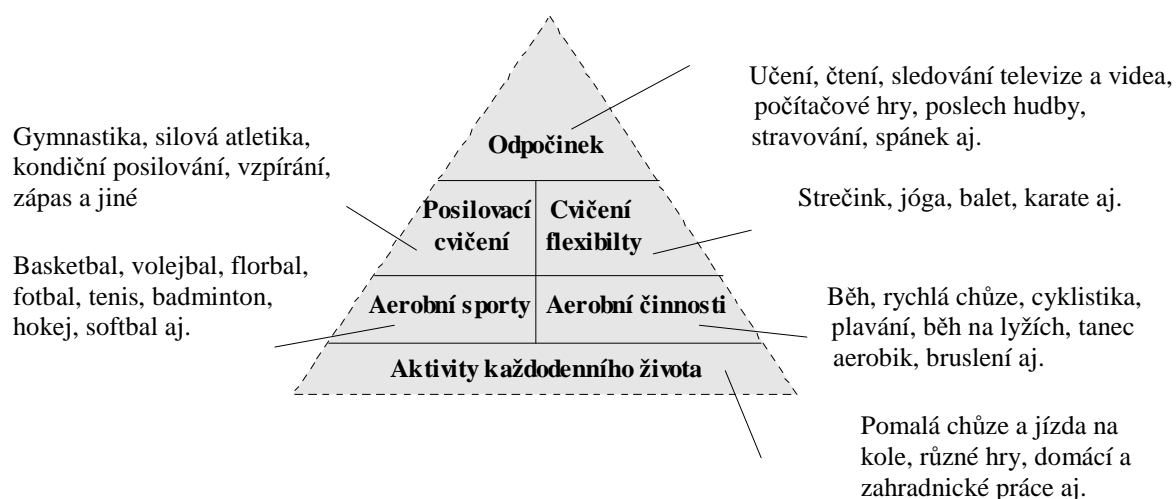 Učení, čtení, sledování televize a videa,
počítačové hry, poslech hudby,
stravování, spánek aj.
Gymnastika, silová atletika,
kondiční posilování, vzpírání,
zápas a jiné
Odpočinek
Strečink, jóga, balet, karate aj.
Posilovací
cvičení
Cvičení
flexibilty
Basketbal, volejbal, florbal,
fotbal, tenis, badminton,
hokej, softbal aj.
Aerobní sporty
Aerobní činnosti
Běh, rychlá chůze, cyklistika,
plavání, běh na lyžích, tanec
aerobik, bruslení aj.
Aktivity každodenního života
Pomalá chůze a jízda na
kole, různé hry, domácí a
zahradnické práce aj.